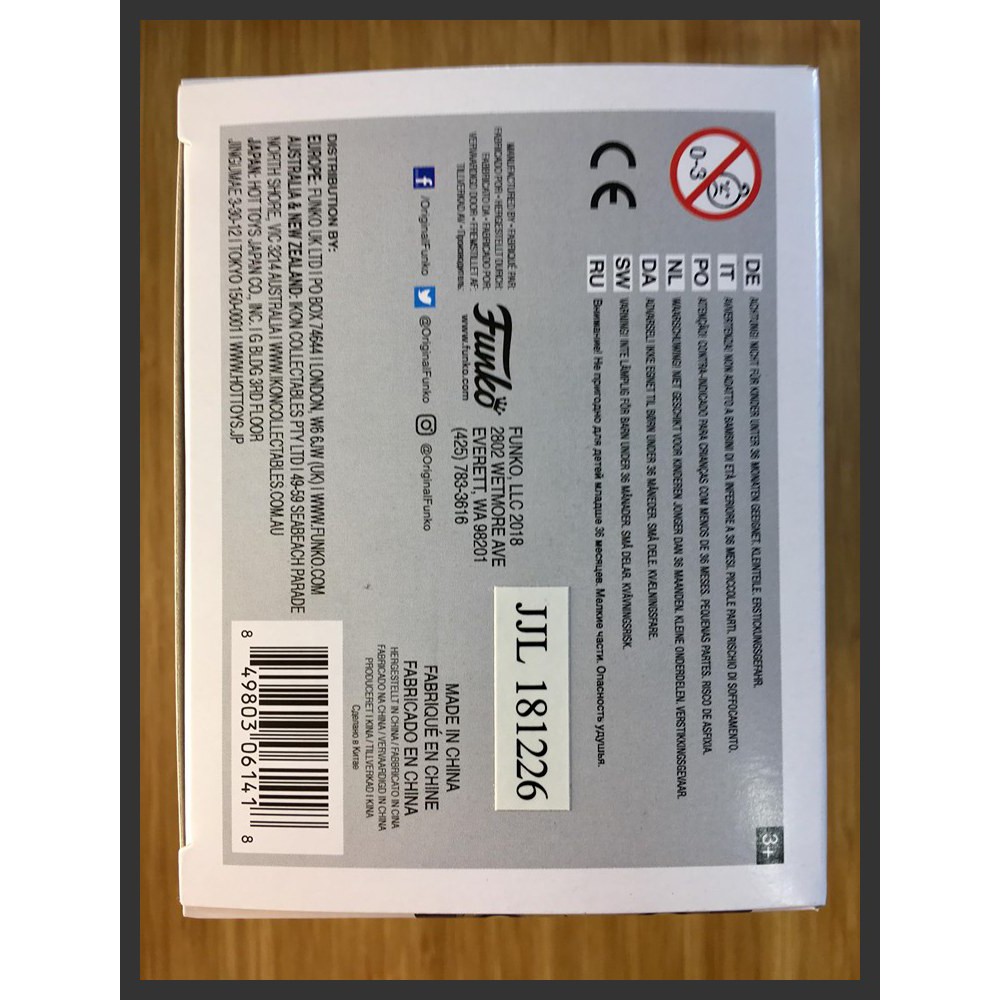 0-3
CE
DE ACHTUNG! NICHT FÜR KINDER UNTER 36 MONATEN GEEIGNET. KLEINTEILE. ERSTICKUNGSGEFAHR.
IT AVVERTENZA! NON ADATTO A BAMBINI DI ETÀ INFERIORE A 36 MESI. PICCOLE PARTI. RISCHIO DI SOFFOCAMENTO.
PO ATENÇÃO! CONTRA-INDICADO PARA CRIANÇAS COM MENOS DE 36 MESES. PEQUENAS PARTES. RISCO DE ASFIXIA.
NL WAARSCHUWING! NIET GESCHIKT VOOR KINDEREN JONGER DAN 36 MAANDEN. KLEINE ONDERDELEN. VERSTIKKINGSGEVAAR.
DA ADVARSEL! IKKE EGNET TIL BØRN UNDER 36 MÅNEDER. SMÅ DELE. KVÆLNINGSFARE.
SW VARNING! INTE LÄMPLIG FÖR BARN UNDER 36 MÅNADER. SMÅ DELAR. KVÄVNINGSRISK.
RU Внимание! Не пригодно для детей младше 36 месяцев. Мелкие части. Опасность удушья.
3+
MANUFACTURED BY • FABRIQUÉ PAR:
FABRICADO POR • HERGESTELLT DURCH:
FABBRICATO DA • FABRICADO POR:
VERVAARDIGD DOOR • FREMSTILLET AF:
TILLVERKAD AV • Производитель:
Funko
www.funko.com
FUNKO, LLC 2018
2802 WETMORE AVE
EVERETT, WA 98201
(425) 783-3616
JJL 181226
f /OriginalFunko @OriginalFunko @OriginalFunko
MADE IN CHINA
FABRIQUÉ EN CHINE
FABRICADO EN CHINA
HERGESTELLT IN CHINA / FABBRICATO IN CINA
FABRICADO NA CHINA / VERVAARDIGD IN CHINA
PRODUCERET I KINA / TILLVERKAD I KINA
Сделано в Китае
DISTRIBUTION BY:
EUROPE: FUNKO UK LTD | PO BOX 74644 | LONDON, W6 6JW (UK) | WWW.FUNKO.COM
AUSTRALIA & NEW ZEALAND: IKON COLLECTABLES PTY LTD | 49-59 SEABEACH PARADE
NORTH SHORE, VIC 3214 AUSTRALIA | WWW.IKONCOLLECTABLES.COM.AU
JAPAN: HOT TOYS JAPAN CO., INC. | G BLDG 3RD FLOOR
JINGUMAE 3-30-12 | TOKYO 150-0001 | WWW.HOTTOYS.JP
8 49803 06141 8